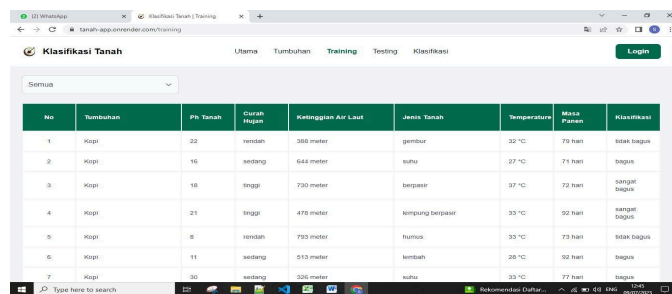 (2) WhatsApp
Klasifikasi Tanah | Training
tanah-app.onrender.com/training
Klasifikasi Tanah Utama Tumbuhan Training Testing Klasifikasi Login
Semua
No Tumbuhan Ph Tanah Curah Hujan Ketinggian Air Laut Jenis Tanah Temperature Masa Panen Klasifikasi
1 Kopi 22 rendah 388 meter gembur 32 °C 79 hari tidak bagus
2 Kopi 16 sedang 644 meter suhu 27 °C 71 hari bagus
3 Kopi 18 tinggi 730 meter berpasir 37 °C 72 hari sangat bagus
4 Kopi 21 tinggi 478 meter lempung berpasir 33 °C 92 hari sangat bagus
5 Kopi 8 rendah 793 meter humus 33 °C 73 hari tidak bagus
6 Kopi 11 sedang 513 meter lembah 28 °C 92 hari bagus
7 Kopi 30 sedang 326 meter suhu 33 °C 77 hari bagus
Type here to search Rekomendasi Daftar... ENG 12:45
09/07/2023